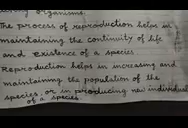 organisms.
The process of reproduction helps in
maintaining the continuity of life
and existence of a species
Reproduction helps in increasing and
maintaining the population of the
species, or in producing new individual
of a species